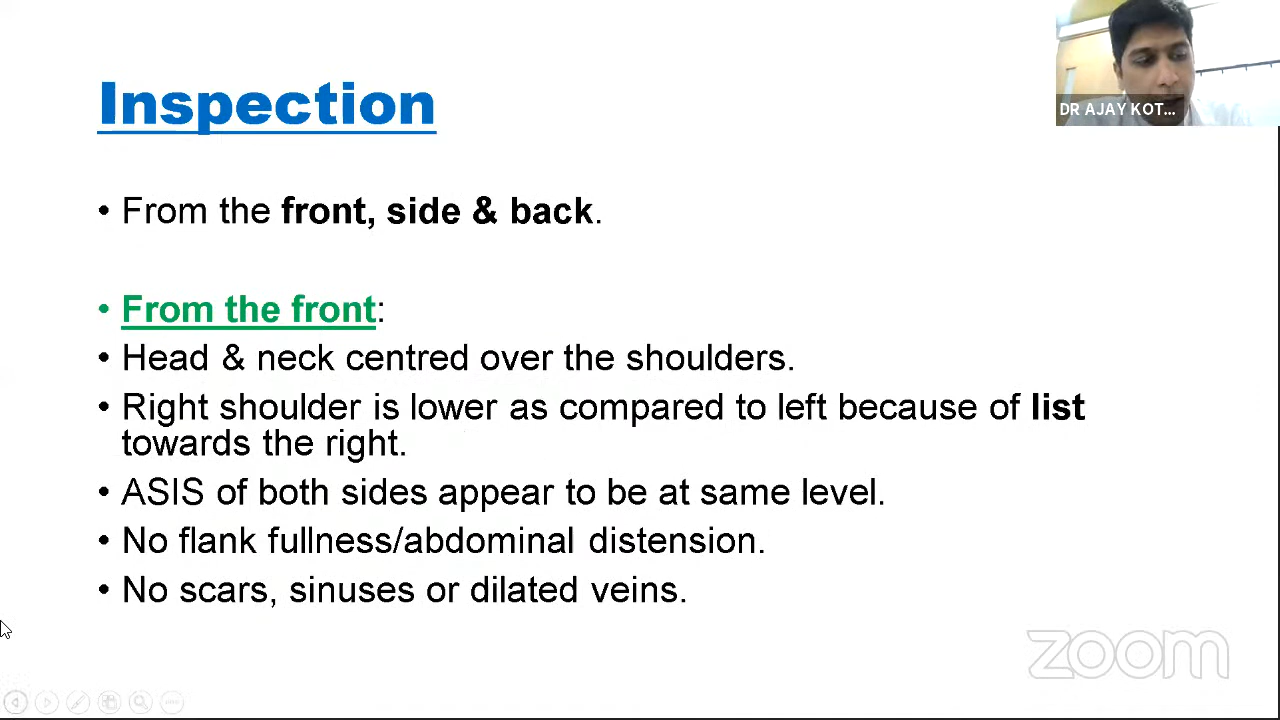 DR AJAY KOT...
Inspection
• From the front, side & back.
• From the front:
• Head & neck centred over the shoulders.
• Right shoulder is lower as compared to left because of list
towards the right.
• ASIS of both sides appear to be at same level.
• No flank fullness/abdominal distension.
• No scars, sinuses or dilated veins.
zoom